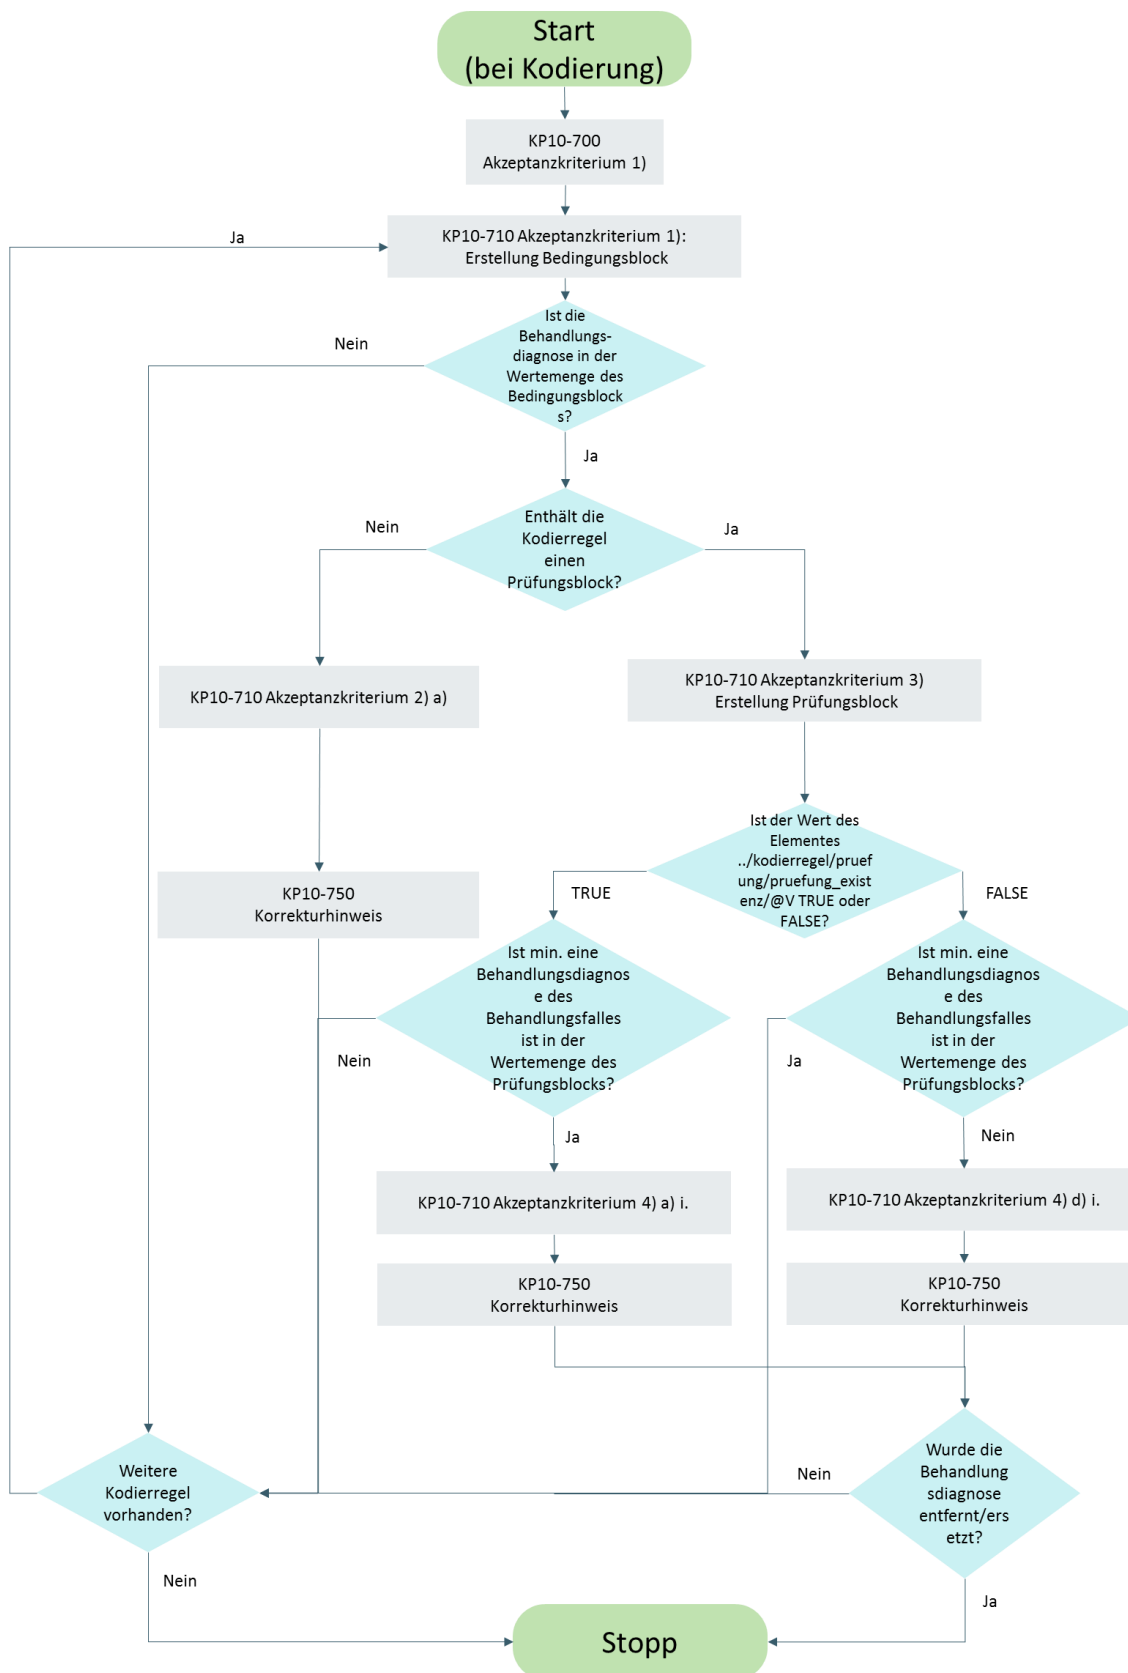 Start
(bei Kodierung)
KP10-700
Akzeptanzkriterium 1)
Ja
KP10-710 Akzeptanzkriterium 1):
Erstellung Bedingungsblock
Nein
Ist die
Behandlungs-
diagnose in der
Wertemenge des
Bedingungsblock
s?
Ja
Nein
Enthält die
Kodierregel
einen
Prüfungsblock?
Ja
KP10-710 Akzeptanzkriterium 2) a)
KP10-710 Akzeptanzkriterium 3)
Erstellung Prüfungsblock
Ist der Wert des
Elementes
../kodierregel/pruef
ung/pruefung_exist
enz/@V TRUE oder
FALSE?
TRUE
FALSE
KP10-750
Korrekturhinweis
Ist min. eine
Behandlungsdiagnos
e des
Behandlungsfalles
ist in der
Wertemenge des
Prüfungsblocks?
Nein
Ist min. eine
Behandlungsdiagnos
e des
Behandlungsfalles
ist in der
Wertemenge des
Prüfungsblocks?
Ja
Ja
Nein
KP10-710 Akzeptanzkriterium 4) a) i.
KP10-710 Akzeptanzkriterium 4) d) i.
KP10-750
Korrekturhinweis
KP10-750
Korrekturhinweis
Weitere
Kodierregel
vorhanden?
Nein
Wurde die
Behandlung
sdiagnose
entfernt/ers
etzt?
Nein
Ja
Stopp